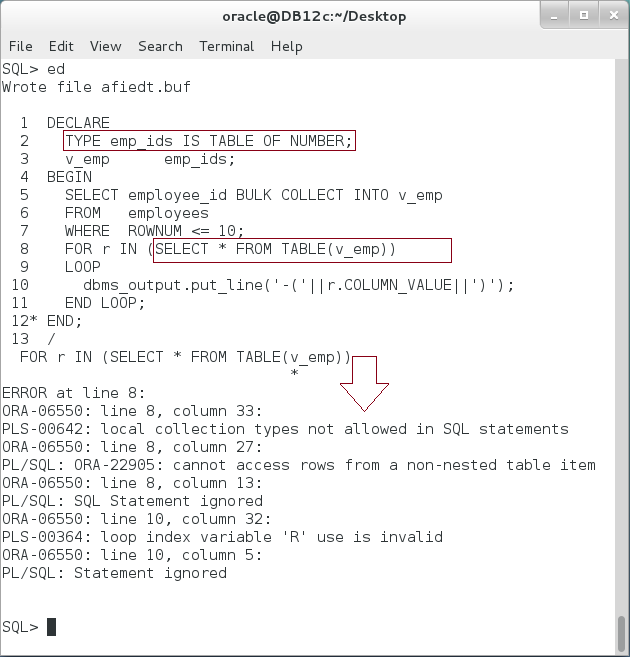 oracle@DB12c:~/Desktop
File Edit View Search Terminal Help
SQL> ed
Wrote file afiedt.buf
1 DECLARE
2 TYPE emp_ids IS TABLE OF NUMBER;
3 v_emp emp_ids;
4 BEGIN
5 SELECT employee_id BULK COLLECT INTO v_emp
6 FROM employees
7 WHERE ROWNUM <= 10;
8 FOR r IN (SELECT * FROM TABLE(v_emp))
9 LOOP
10 dbms_output.put_line('-('||r.COLUMN_VALUE||')');
11 END LOOP;
12* END;
13 /
FOR r IN (SELECT * FROM TABLE(v_emp))
*
ERROR at line 8:
ORA-06550: line 8, column 33:
PLS-00642: local collection types not allowed in SQL statements
ORA-06550: line 8, column 27:
PL/SQL: ORA-22905: cannot access rows from a non-nested table item
ORA-06550: line 8, column 13:
PL/SQL: SQL Statement ignored
ORA-06550: line 10, column 32:
PLS-00364: loop index variable 'R' use is invalid
ORA-06550: line 10, column 5:
PL/SQL: Statement ignored
SQL>